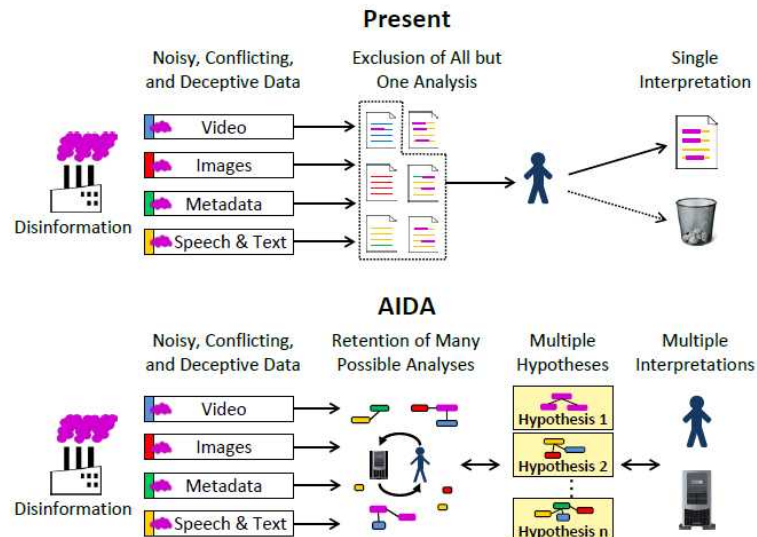 Present
Noisy, Conflicting,
and Deceptive Data
Exclusion of All but
One Analysis
Single
Interpretation
Video
Images
Metadata
Speech & Text
Disinformation
AIDA
Noisy, Conflicting,
and Deceptive Data
Retention of Many
Possible Analyses
Multiple
Hypotheses
Multiple
Interpretations
Video
Images
Metadata
Speech & Text
Disinformation
Hypothesis 1
Hypothesis 2
Hypothesis n